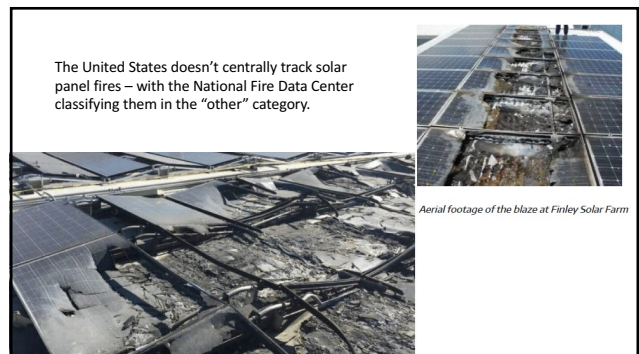 The United States doesn’t centrally track solar
panel fires – with the National Fire Data Center
classifying them in the “other” category.
Aerial footage of the blaze at Finley Solar Farm